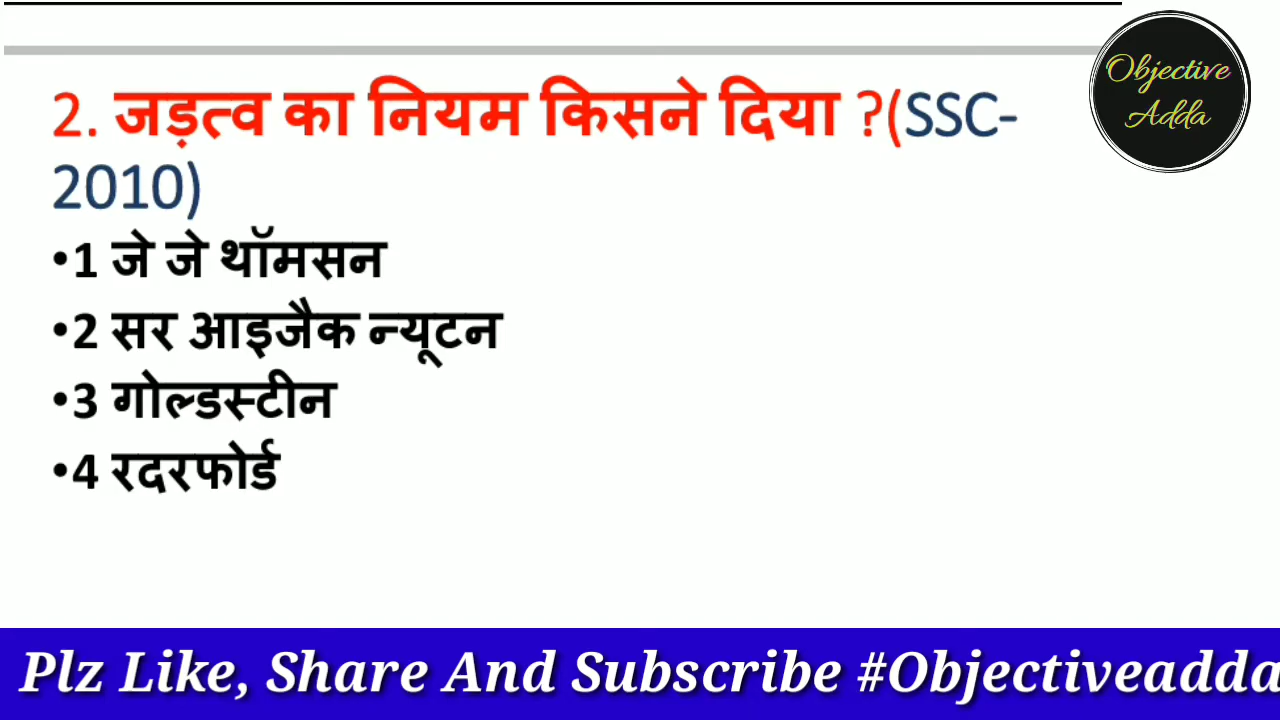 Objective
Adda
2. जड़त्व का नियम किसने दिया ?(SSC-
2010)
•1 जे जे थॉमसन
•2 सर आइजैक न्यूटन
•3 गोल्डस्टीन
•4 रदरफोर्ड
Plz Like, Share And Subscribe #Objectiveadda